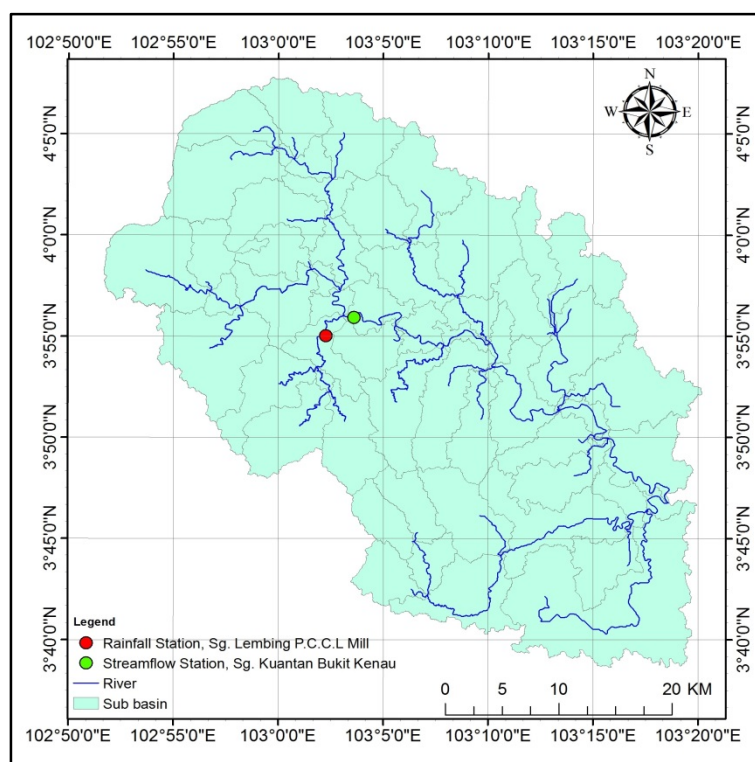 102°50'0"E 102°55'0"E 103°0'0"E 103°5'0"E 103°10'0"E 103°15'0"E 103°20'0"E
N
W E
S
4°5'0"N 4°5'0"N
4°0'0"N 4°0'0"N
3°55'0"N 3°55'0"N
3°50'0"N 3°50'0"N
3°45'0"N 3°45'0"N
3°40'0"N 3°40'0"N
Legend
Rainfall Station, Sg. Lembing P.C.C.L Mill
Streamflow Station, Sg. Kuantan Bukit Kenau
River
Sub basin
0 5 10 20 KM
102°50'0"E 102°55'0"E 103°0'0"E 103°5'0"E 103°10'0"E 103°15'0"E 103°20'0"E